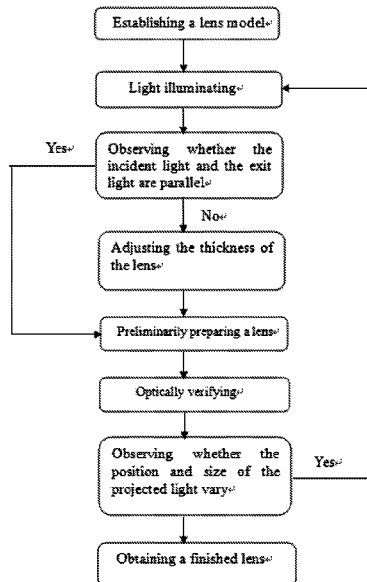 Establishing a lens model
Light illuminating
Yes
Observing whether the
incident light and the exit
light are parallel
No
Adjusting the thickness of
the lens
Preliminarily preparing a lens
Optically verifying
Observing whether the
position and size of the
projected light vary
Yes
Obtaining a finished lens